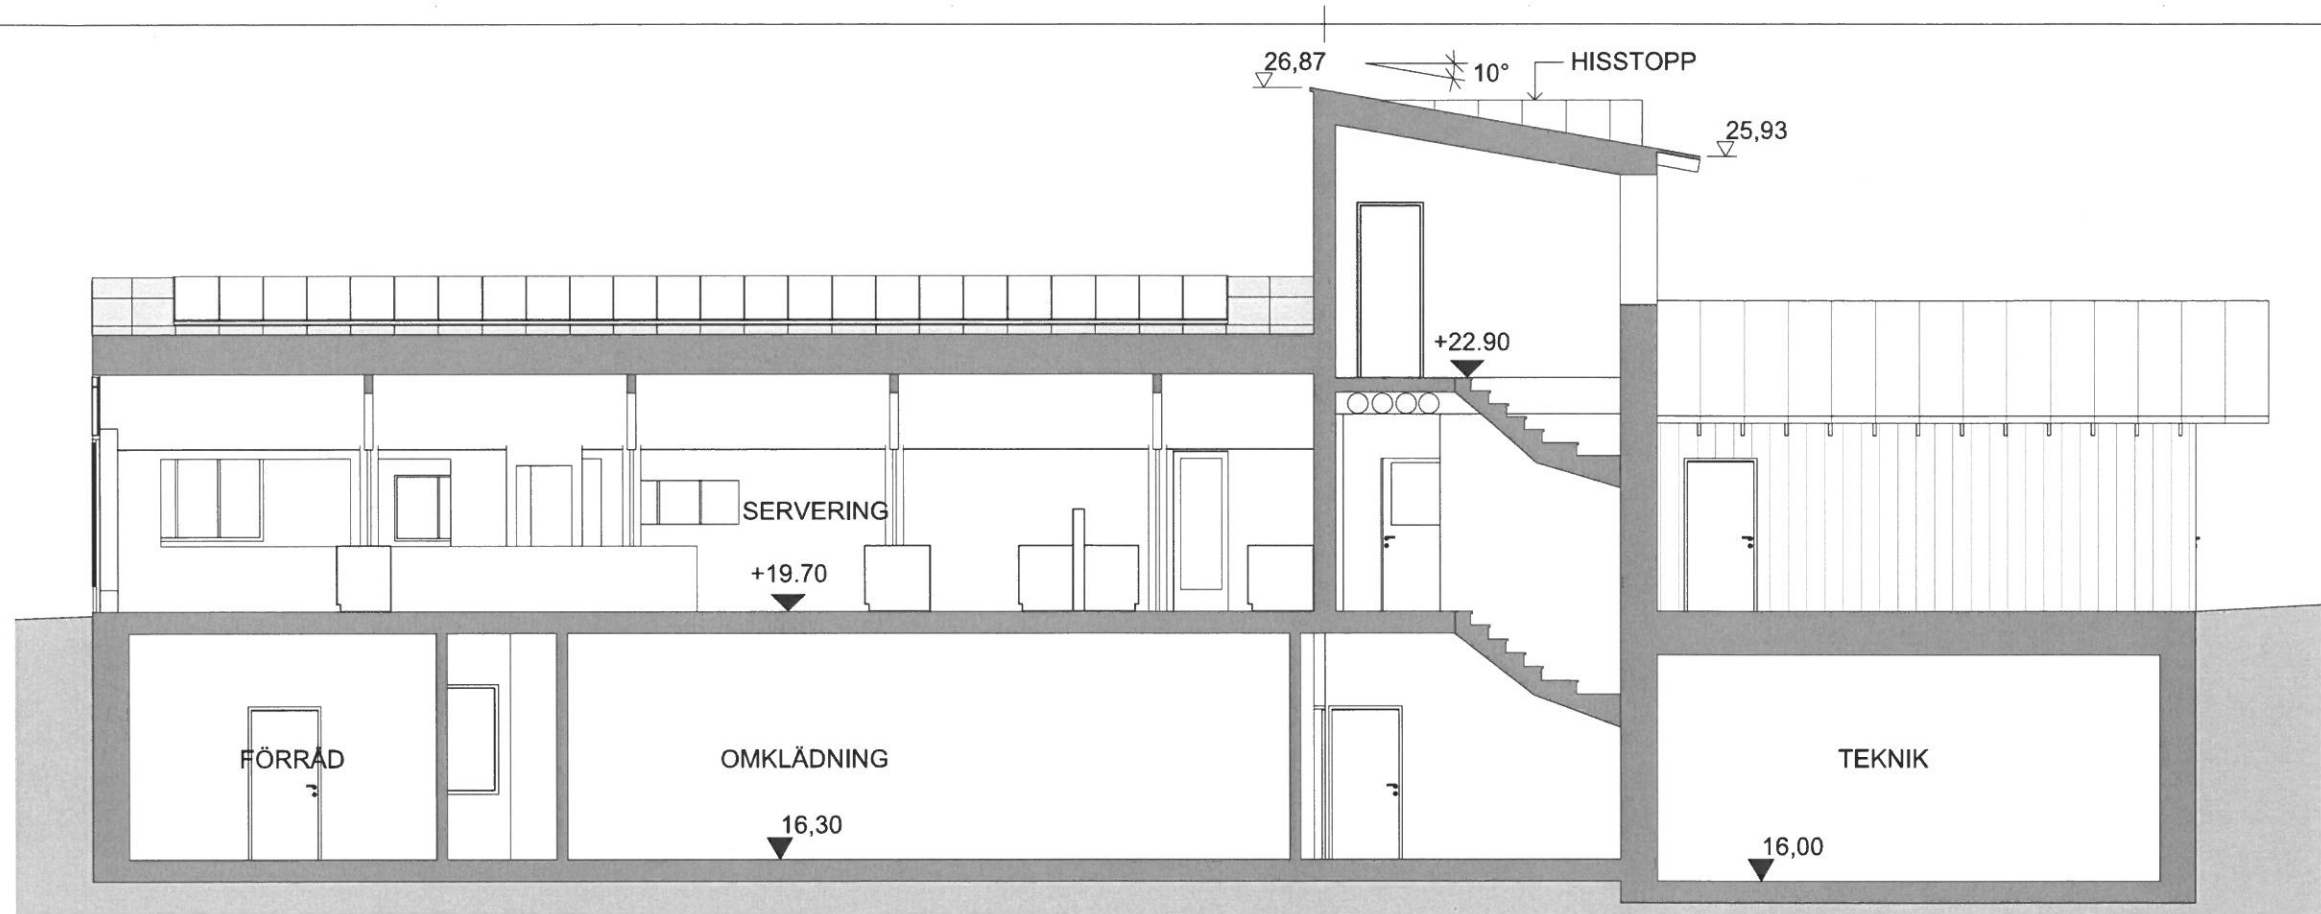 26,87
10°
HISSTOPP
25,93
+22.90
SERVERING
+19.70
FÖRRÅD
OMKLÄDNING
TEKNIK
16,30
16,00